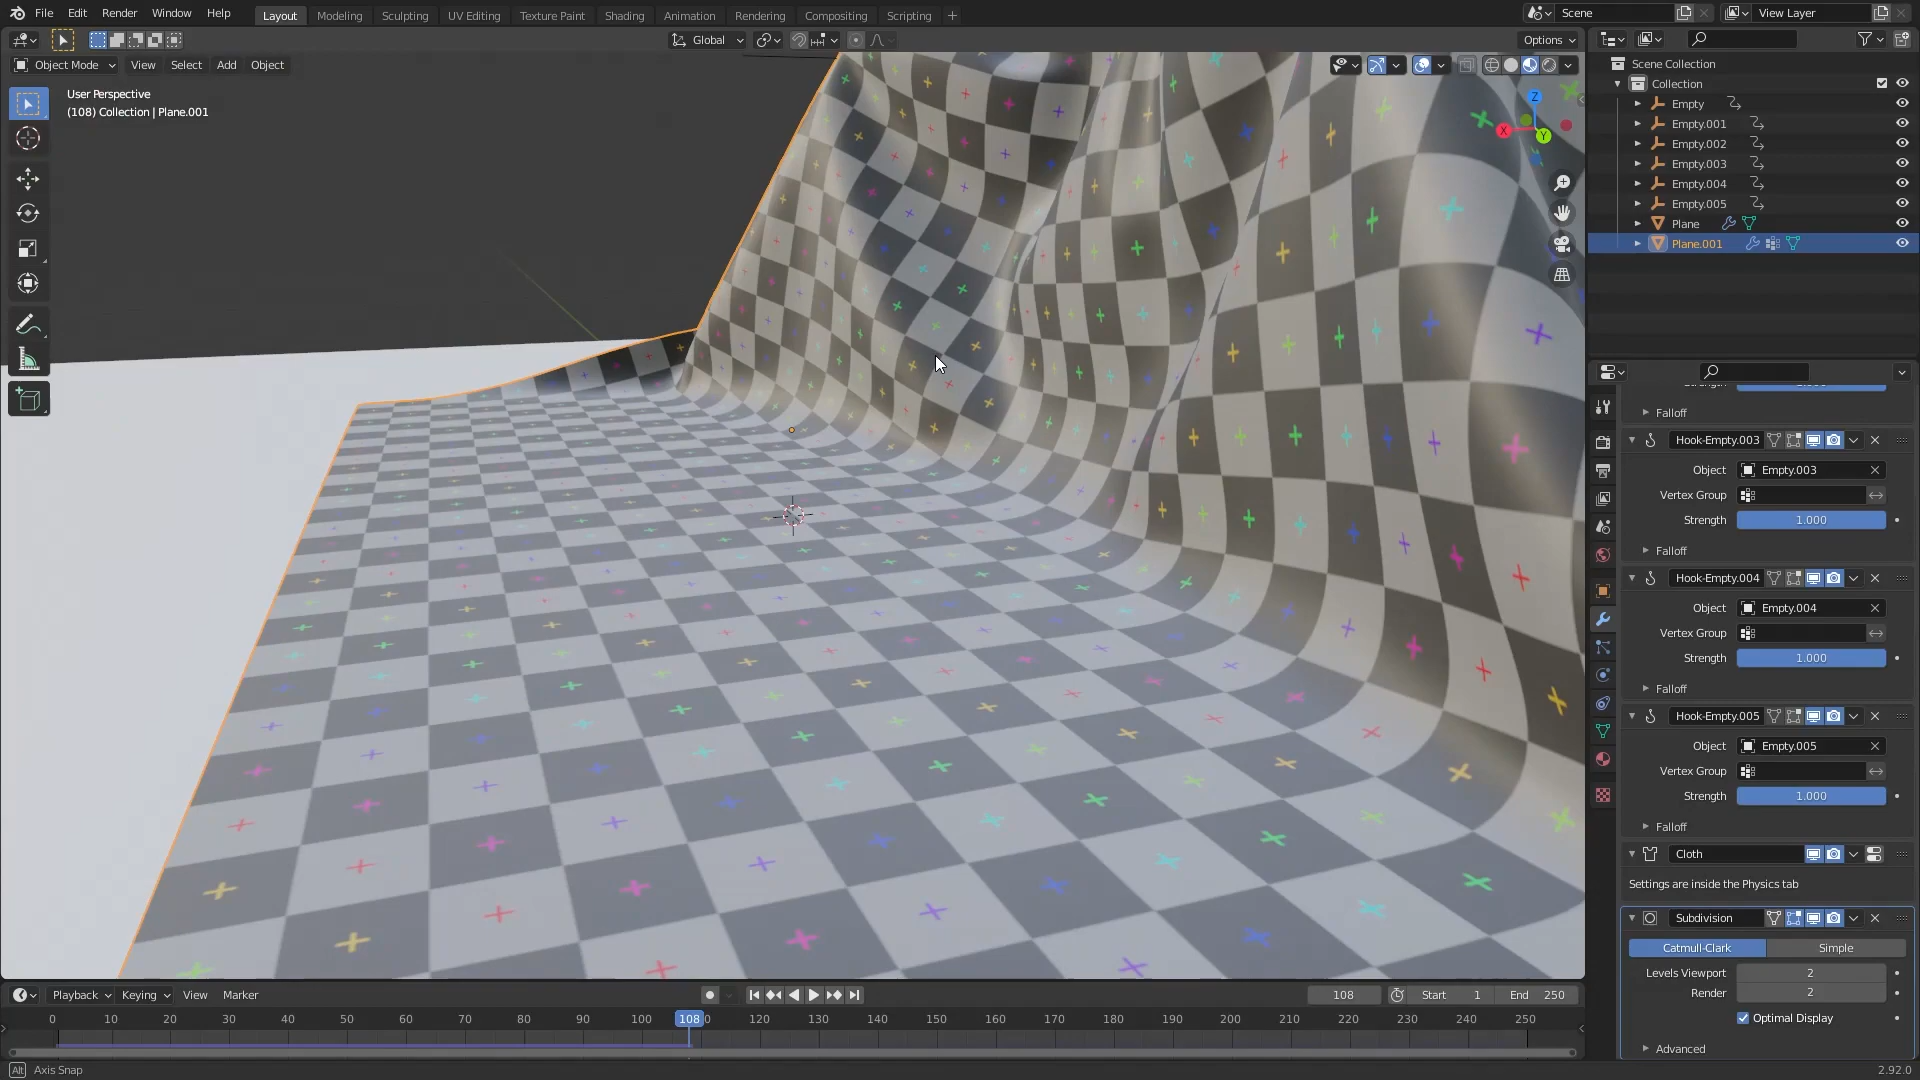 File Edit Render Window Help Layout Modeling Sculpting UV Editing Texture Paint Shading Animation Rendering Compositing Scripting + Scene View Layer
Global Options
Object Mode View Select Add Object
User Perspective
(108) Collection | Plane.001
Z
X
Y
Scene Collection
Collection
Empty
Empty.001
Empty.002
Empty.003
Empty.004
Empty.005
Plane
Plane.001
Falloff
Hook-Empty.003
Object Empty.003
Vertex Group
Strength 1.000
Falloff
Hook-Empty.004
Object Empty.004
Vertex Group
Strength 1.000
Falloff
Hook-Empty.005
Object Empty.005
Vertex Group
Strength 1.000
Falloff
Cloth
Settings are inside the Physics tab
Subdivision
Catmull-Clark Simple
Levels Viewport 2
Render 2
Optimal Display
Advanced
Playback Keying View Marker 108 Start 1 End 250
0 10 20 30 40 50 60 70 80 90 100 108 120 130 140 150 160 170 180 190 200 210 220 230 240 250
Alt Axis Snap 2.92.0